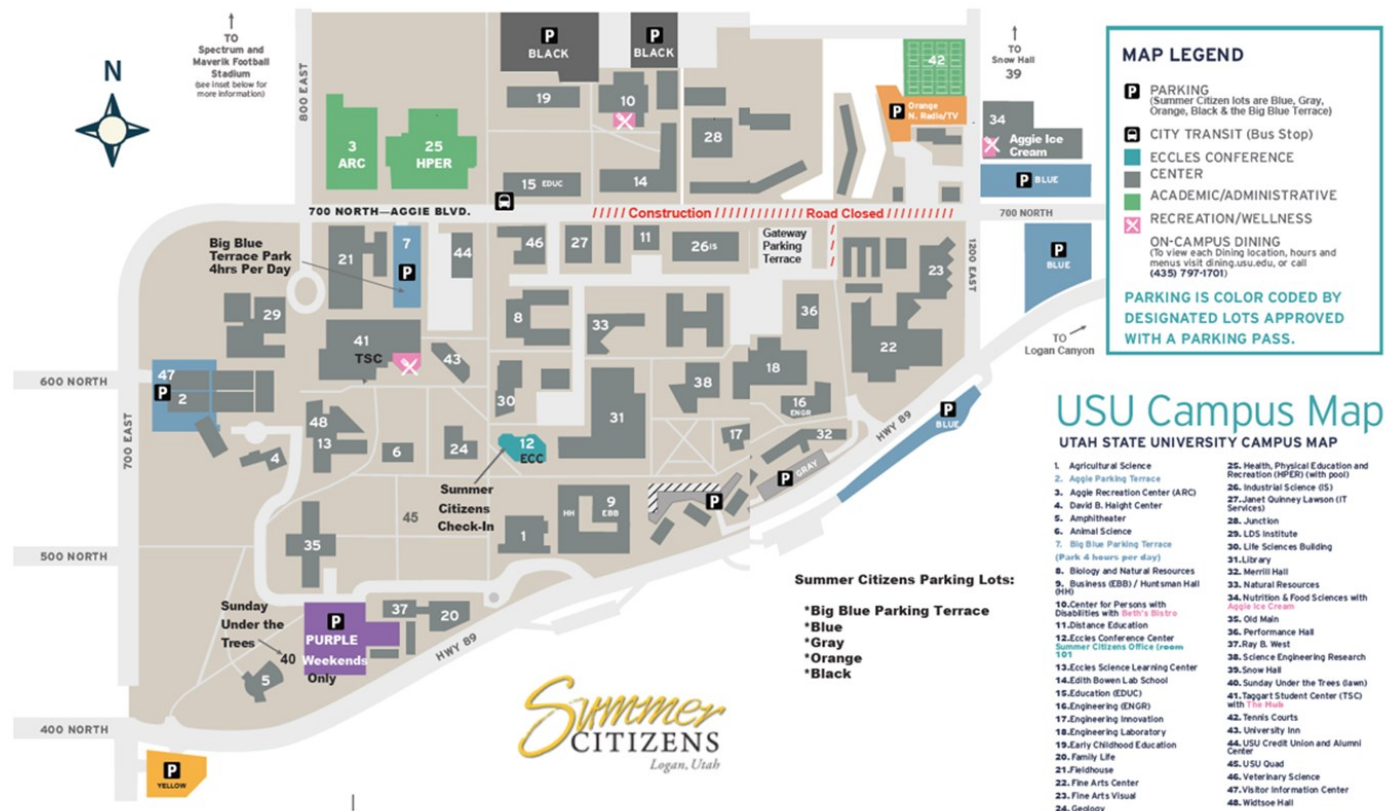 TO
Spectrum and
Maverik Football
Stadium
(see inset below for
more information)
N
800 EAST
P
BLACK
P
BLACK
19
10
28
42
P
Orange
N. Radio/TV
TO
Snow Hall
39
34
Aggie Ice
Cream
P BLUE
3
ARC
25
HPER
15 EDUC
14
700 NORTH—AGGIE BLVD.
///// Construction //////////// Road Closed //////////
700 NORTH
Big Blue
Terrace Park
4hrs Per Day
21
7
P
44
46
27
11
26 IS
Gateway
Parking
Terrace
23
1200 EAST
P
BLUE
29
8
33
36
22
TO
Logan Canyon
41
TSC
43
18
600 NORTH
47
P
2
30
38
16
ENGR
31
48
13
17
32
HWY 89
P
BLUE
700 EAST
4
6
24
12
ECC
P GRAY
P
Summer
Citizens
Check-In
45
HH
9
EBB
1
35
500 NORTH
Sunday
Under the
Trees
40
P
PURPLE
Weekends
Only
37
20
HWY 89
5
400 NORTH
P
YELLOW
Summer Citizens Parking Lots:
*Big Blue Parking Terrace
*Blue
*Gray
*Orange
*Black
Summer
CITIZENS
Logan, Utah
MAP LEGEND
P PARKING
(Summer Citizen lots are Blue, Gray,
Orange, Black & the Big Blue Terrace)
CITY TRANSIT (Bus Stop)
ECCLES CONFERENCE
CENTER
ACADEMIC/ADMINISTRATIVE
RECREATION/WELLNESS
ON-CAMPUS DINING
(To view each Dining location, hours and
menus visit dining.usu.edu, or call
(435) 797-1701)
PARKING IS COLOR CODED BY
DESIGNATED LOTS APPROVED
WITH A PARKING PASS.
USU Campus Map
UTAH STATE UNIVERSITY CAMPUS MAP
1. Agricultural Science
2. Aggie Parking Terrace
3. Aggie Recreation Center (ARC)
4. David B. Haight Center
5. Amphitheater
6. Animal Science
7. Big Blue Parking Terrace
(Park 4 hours per day)
8. Biology and Natural Resources
9. Business (EBB) / Huntsman Hall
(HH)
10.Center for Persons with
Disabilities with Beth's Bistro
11.Distance Education
12.Eccles Conference Center
Summer Citizens Office (room
101
13.Eccles Science Learning Center
14.Edith Bowen Lab School
15.Education (EDUC)
16.Engineering (ENGR)
17.Engineering Innovation
18.Engineering Laboratory
19.Early Childhood Education
20. Family Life
21.Fieldhouse
22. Fine Arts Center
23. Fine Arts Visual
24. Geology
25. Health, Physical Education and
Recreation (HPER) (with pool)
26. Industrial Science (IS)
27.Janet Quinney Lawson (IT
Services)
28. Junction
29. LDS Institute
30. Life Sciences Building
31.Library
32. Merrill Hall
33. Natural Resources
34.Nutrition & Food Sciences with
Aggie Ice Cream
35. Old Main
36. Performance Hall
37.Ray B. West
38. Science Engineering Research
39.Snow Hall
40. Sunday Under the Trees (lawn)
41.Taggart Student Center (TSC)
with The Hub
42. Tennis Courts
43. University Inn
44.USU Credit Union and Alumni
Center
45. USU Quad
46. Veterinary Science
47.Visitor Information Center
48. Widtsoe Hall